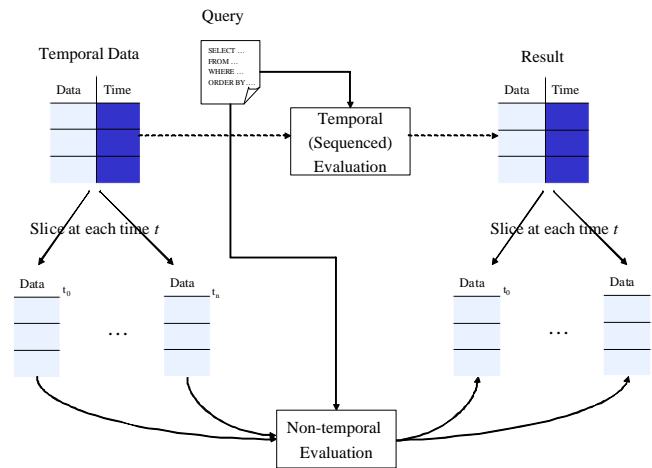 Query
Temporal Data
Result
SELECT ...
FROM ...
WHERE ...
ORDER BY....
Data Time
Data Time
Temporal
(Sequenced)
Evaluation
Slice at each time t
Slice at each time t
Data t0
Data tn
Data t0
Data
...
...
Non-temporal
Evaluation